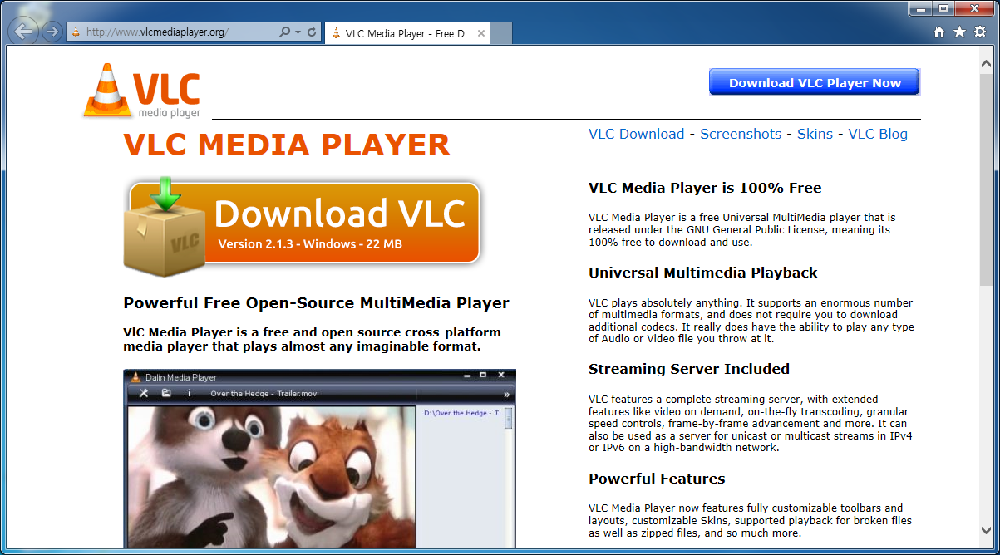 http://www.vlcmediaplayer.org/
VLC Media Player - Free D...
VLC
media player
Download VLC Player Now
VLC MEDIA PLAYER
VLC Download - Screenshots - Skins - VLC Blog
Download VLC
Version 2.1.3 - Windows - 22 MB
VLC
Powerful Free Open-Source MultiMedia Player
VlC Media Player is a free and open source cross-platform
media player that plays almost any imaginable format.
Dalin Media Player
i
Over the Hedge - Trailer.mov
»
D:\Over the Hedge - T...
VLC Media Player is 100% Free
VLC Media Player is a free Universal MultiMedia player that is
released under the GNU General Public License, meaning its
100% free to download and use.
Universal Multimedia Playback
VLC plays absolutely anything. It supports an enormous number
of multimedia formats, and does not require you to download
additional codecs. It really does have the ability to play any type
of Audio or Video file you throw at it.
Streaming Server Included
VLC features a complete streaming server, with extended
features like video on demand, on-the-fly transcoding, granular
speed controls, frame-by-frame advancement and more. It can
also be used as a server for unicast or multicast streams in IPv4
or IPv6 on a high-bandwidth network.
Powerful Features
VLC Media Player now features fully customizable toolbars and
layouts, customizable Skins, supported playback for broken files
as well as zipped files, and so much more.